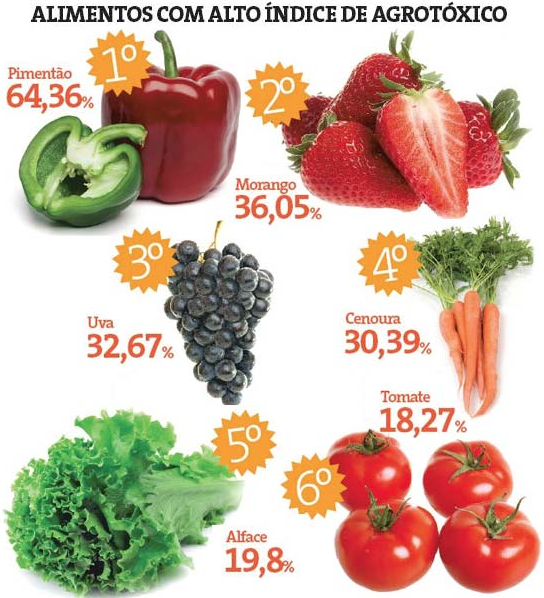 ALIMENTOS COM ALTO ÍNDICE DE AGROTÓXICO
1º
Pimentão
64,36%
2º
Morango
36,05%
3º
Uva
32,67%
4º
Cenoura
30,39%
5º
Alface
19,8%
6º
Tomate
18,27%